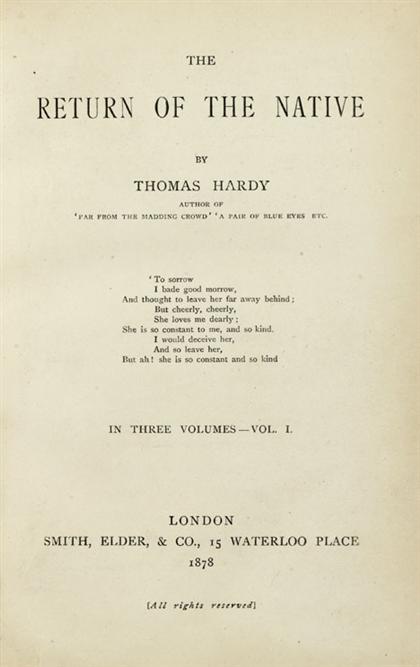 THE
RETURN OF THE NATIVE
BY
THOMAS HARDY
AUTHOR OF
'FAR FROM THE MADDING CROWD' 'A PAIR OF BLUE EYES ETC.
'To sorrow
I bade good morrow,
And thought to leave her far away behind;
But cheerly, cheerly,
She loves me dearly;
She is so constant to me, and so kind.
I would deceive her,
And so leave her,
But ah! she is so constant and so kind
IN THREE VOLUMES—VOL. I.
LONDON
SMITH, ELDER, & CO., 15 WATERLOO PLACE
1878
[All rights reserved]